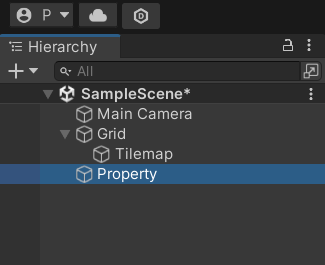 P
Hierarchy
All
SampleScene*
Main Camera
Grid
Tilemap
Property